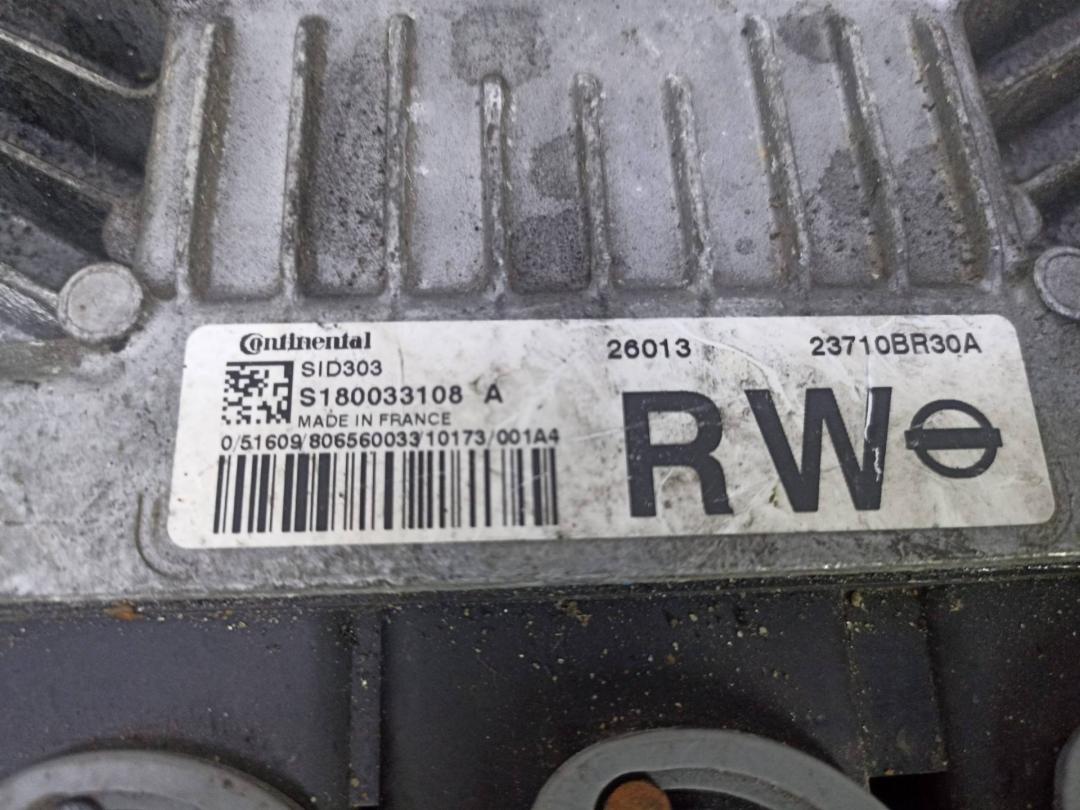 Continental
SID303
S180033108 A
MADE IN FRANCE
0/51609/806560033/10173/001A4
26013 23710BR30A
RW